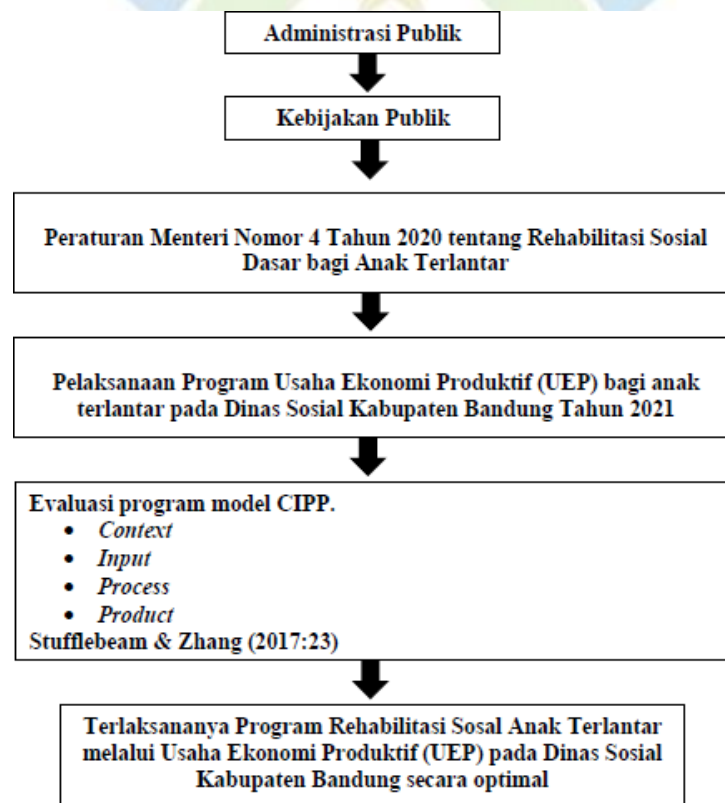 Administrasi Publik
Kebijakan Publik
Peraturan Menteri Nomor 4 Tahun 2020 tentang Rehabilitasi Sosial
Dasar bagi Anak Terlantar
Pelaksanaan Program Usaha Ekonomi Produktif (UEP) bagi anak
terlantar pada Dinas Sosial Kabupaten Bandung Tahun 2021
Evaluasi program model CIPP.
• Context
• Input
• Process
• Product
Stufflebeam & Zhang (2017:23)
Terlaksananya Program Rehabilitasi Sosal Anak Terlantar
melalui Usaha Ekonomi Produktif (UEP) pada Dinas Sosial
Kabupaten Bandung secara optimal